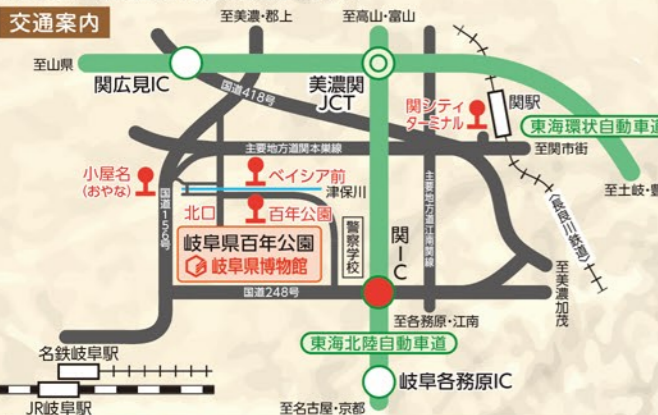 交通案内
至美濃・郡上
至高山・富山
至山県
関広見IC
国道418号
美濃関
JCT
関シティ
ターミナル
関駅
東海環状自動車道
主要地方道関本巣線
至関市街
小屋名
(おやな)
ベイシア前
津保川
国道156号
北口
百年公園
主要地方道江南関線
至土岐・豊
〈長良川鉄道〉
岐阜県百年公園
岐阜県博物館
警察学校
関IC
国道248号
至美濃加茂
至各務原・江南
東海北陸自動車道
名鉄岐阜駅
岐阜各務原IC
JR岐阜駅
至名古屋・京都